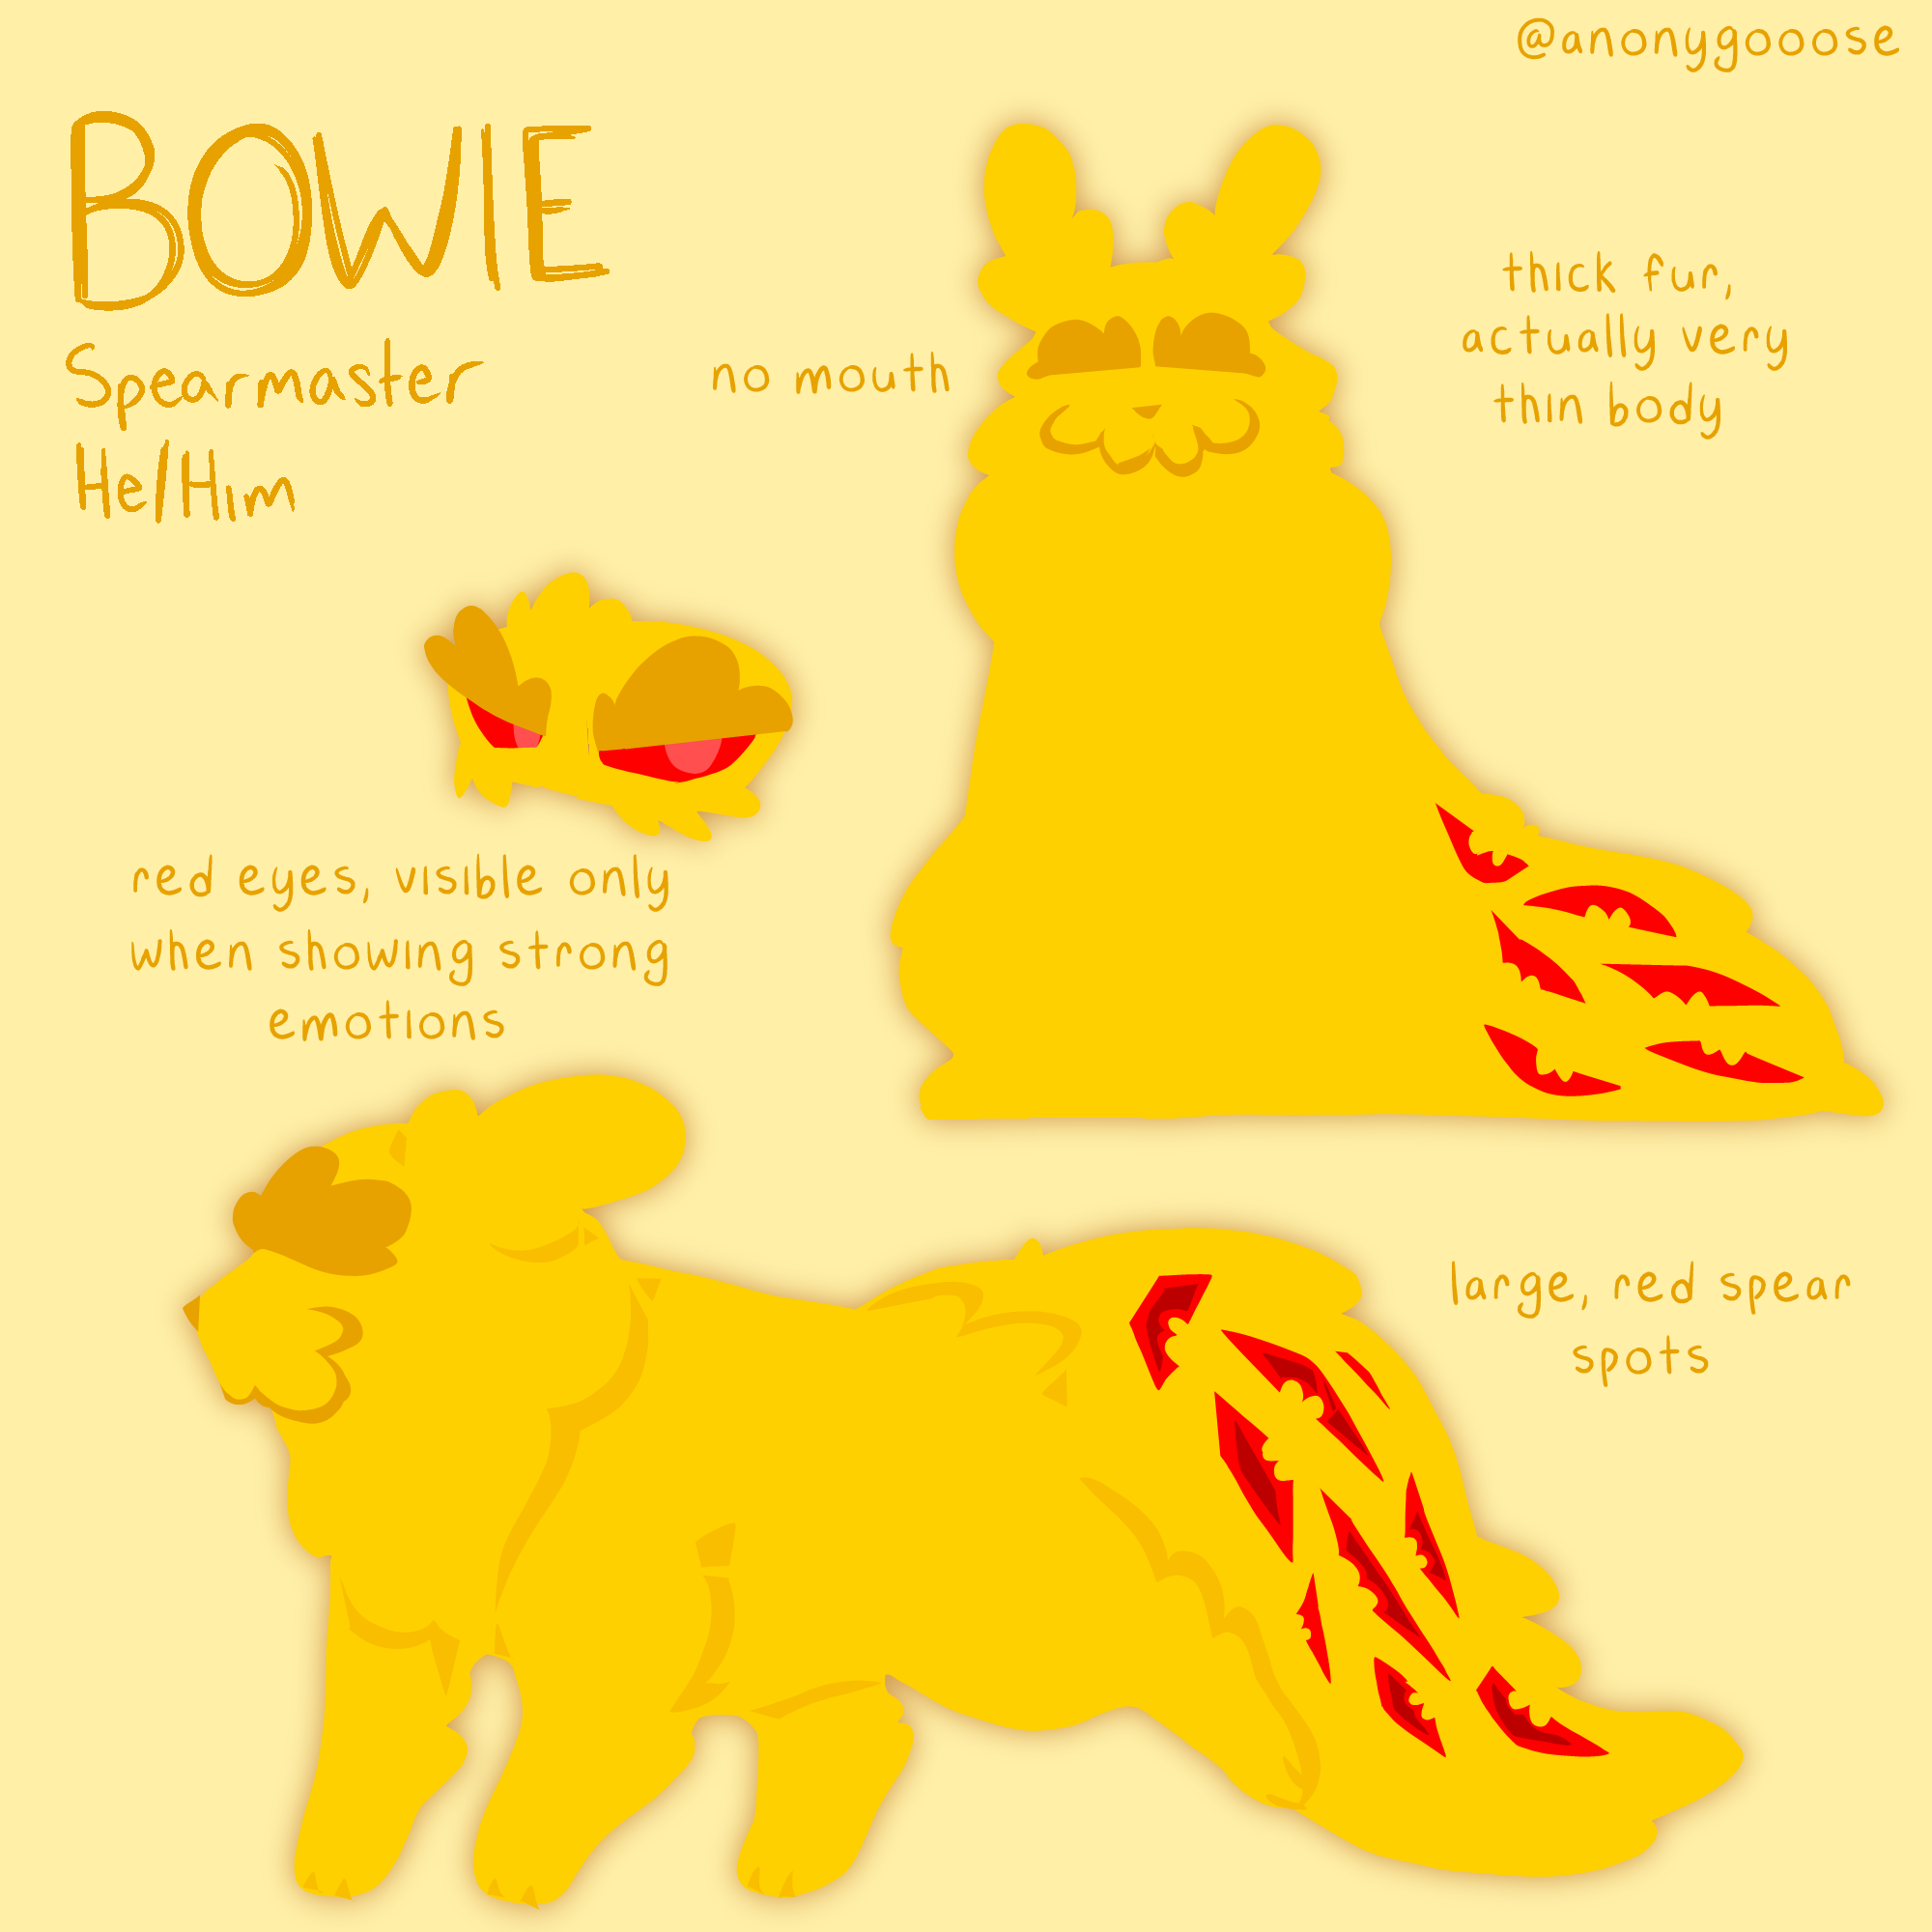 @anonygooose
BOWIE
Spearmaster
He/Him
no mouth
thick fur,
actually very
thin body
red eyes, visible only
when showing strong
emotions
large, red spear
spots